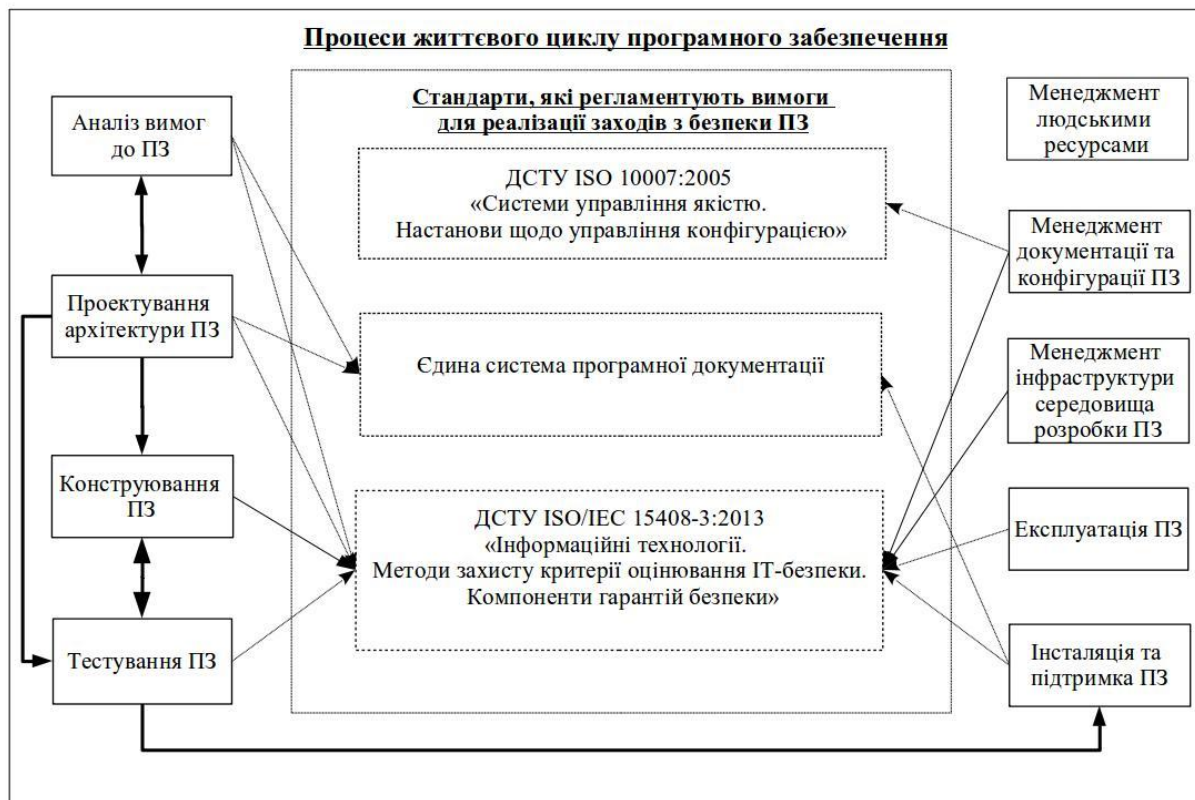 Процеси життєвого циклу програмного забезпечення
Аналіз вимог
до ПЗ
Проектування
архітектури ПЗ
Конструювання
ПЗ
Тестування ПЗ
Стандарти, які регламентують вимоги
для реалізації заходів з безпеки ПЗ
ДСТУ ISO 10007:2005
«Системи управління якістю.
Настанови щодо управління конфігурацією»
Єдина система програмної документації
ДСТУ ISO/IEC 15408-3:2013
«Інформаційні технології.
Методи захисту критерії оцінювання ІТ-безпеки.
Компоненти гарантій безпеки»
Менеджмент
людськими
ресурсами
Менеджмент
документації та
конфігурації ПЗ
Менеджмент
інфраструктури
середовища
розробки ПЗ
Експлуатація ПЗ
Інсталяція та
підтримка ПЗ